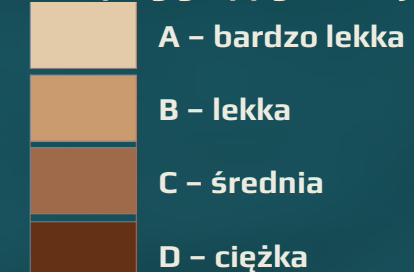 A – bardzo lekka
B – lekka
C – średnia
D – ciężka